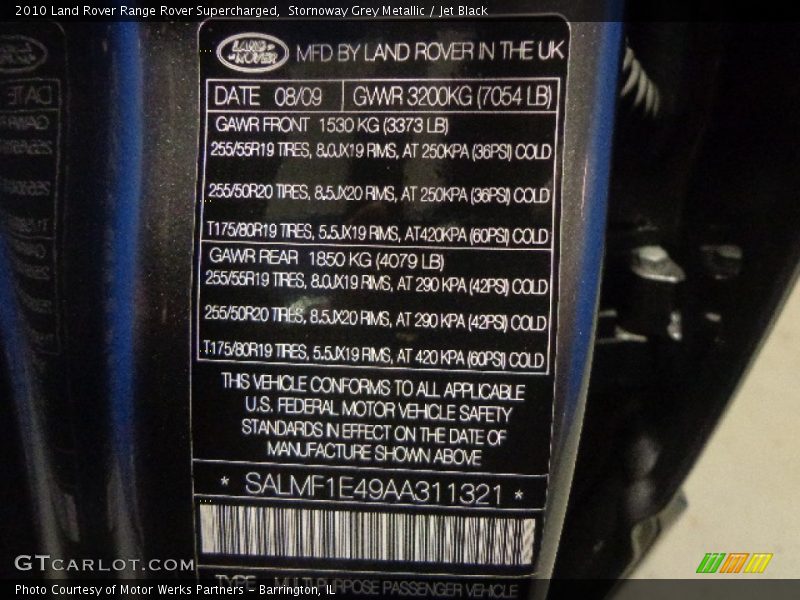 2010 Land Rover Range Rover Supercharged,  Stornoway Grey Metallic / Jet Black
LAND ROVER MFD BY LAND ROVER IN THE UK
DATE 08/09 GVWR 3200KG (7054 LB)
GAWR FRONT 1530 KG (3373 LB)
255/55R19 TIRES, 8.0JX19 RIMS, AT 250KPA (36PSI) COLD
255/50R20 TIRES, 8.5JX20 RIMS, AT 250KPA (36PSI) COLD
T175/80R19 TIRES, 5.5JX19 RIMS, AT420KPA (60PSI) COLD
GAWR REAR 1850 KG (4079 LB)
255/55R19 TIRES, 8.0JX19 RIMS, AT 290 KPA (42PSI) COLD
255/50R20 TIRES, 8.5JX20 RIMS, AT 290 KPA (42PSI) COLD
T175/80R19 TIRES, 5.5JX19 RIMS, AT 420 KPA (60PSI) COLD
THIS VEHICLE CONFORMS TO ALL APPLICABLE
U.S. FEDERAL MOTOR VEHICLE SAFETY
STANDARDS IN EFFECT ON THE DATE OF
MANUFACTURE SHOWN ABOVE
* SALMF1E49AA311321 *
TYPE MULTIPURPOSE PASSENGER VEHICLE
GTCARLOT.COM
Photo Courtesy of Motor Werks Partners – Barrington, IL